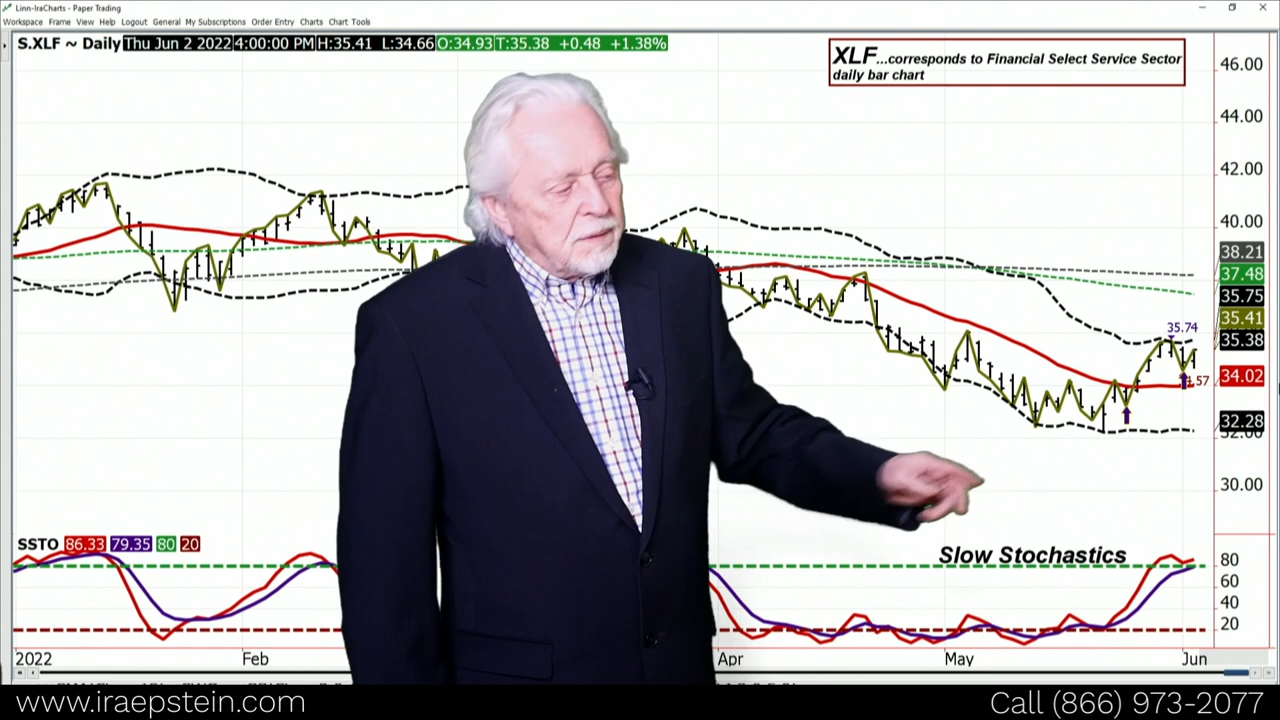 Linn-IraCharts - Paper Trading
Workspace Frame View Help Logout General My Subscriptions Order Entry Charts Chart Tools
S.XLF ~ Daily Thu Jun 2 2022 4:00:00 PM H:35.41 L:34.66 O:34.93 T:35.38 +0.48 +1.38%
XLF...corresponds to Financial Select Service Sector
daily bar chart
46.00
44.00
42.00
40.00
38.21
37.48
35.75
35.41
35.74
35.38
34.02
32.28
32.00
30.00
SSTO 86.33 79.35 80 20
Slow Stochastics
80
60
40
20
2022 Feb Apr May Jun
www.iraepstein.com Call (866) 973-2077